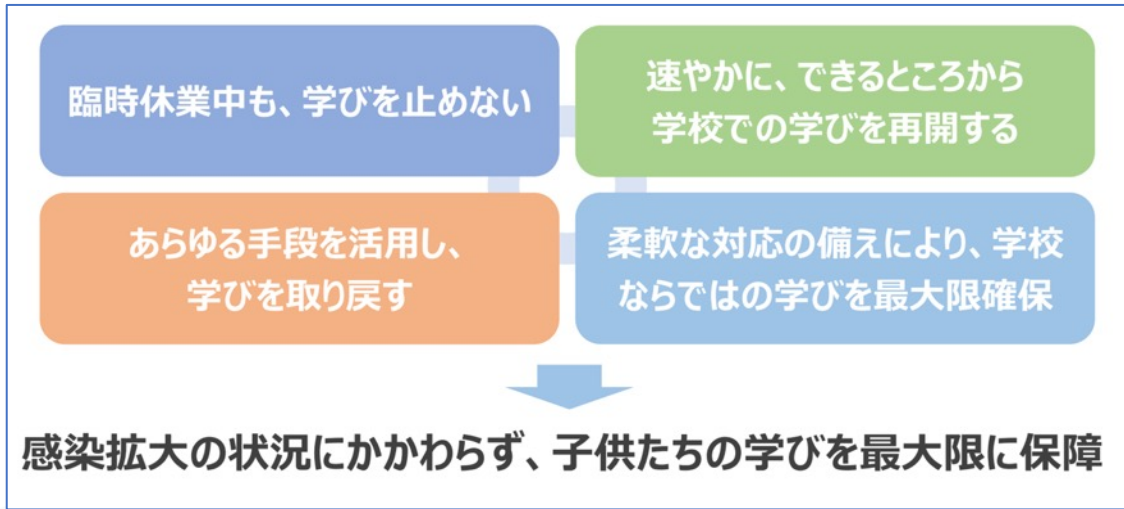 臨時休業中も、学びを止めない
速やかに、できるところから
学校での学びを再開する
あらゆる手段を活用し、
学びを取り戻す
柔軟な対応の備えにより、学校
ならではの学びを最大限確保
感染拡大の状況にかかわらず、子供たちの学びを最大限に保障